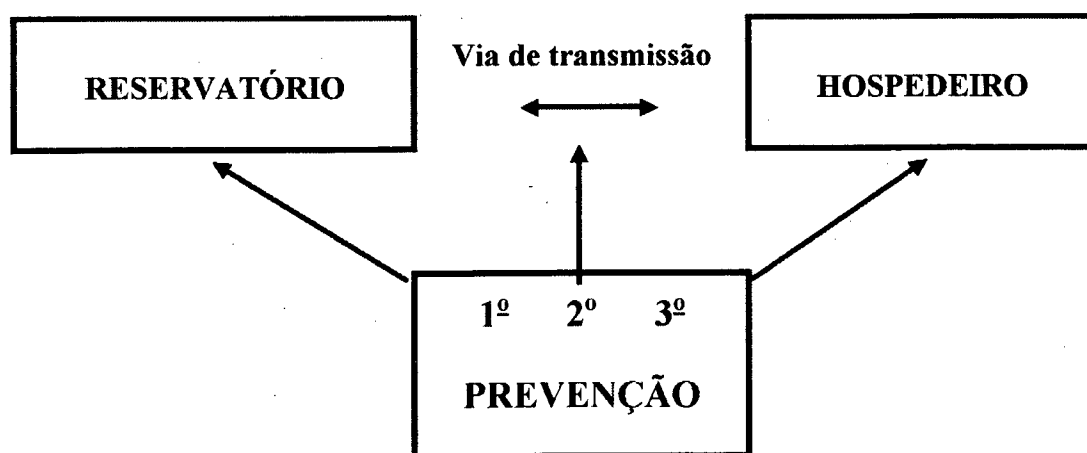 RESERVATÓRIO
Via de transmissão
HOSPEDEIRO
1º 2º 3º
PREVENÇÃO